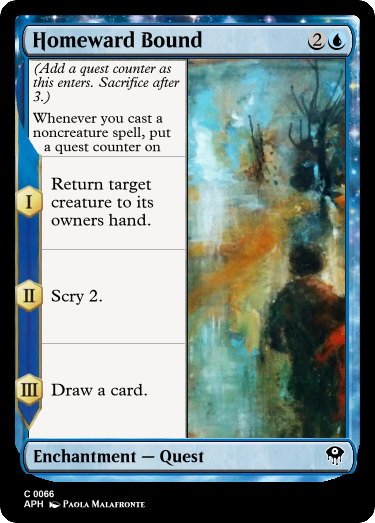 Homeward Bound 2
(Add a quest counter as
this enters. Sacrifice after
3.)
Whenever you cast a
noncreature spell, put
a quest counter on
I Return target
creature to its
owners hand.
II Scry 2.
III Draw a card.
Enchantment — Quest
C 0066
APH Paola Malafronte